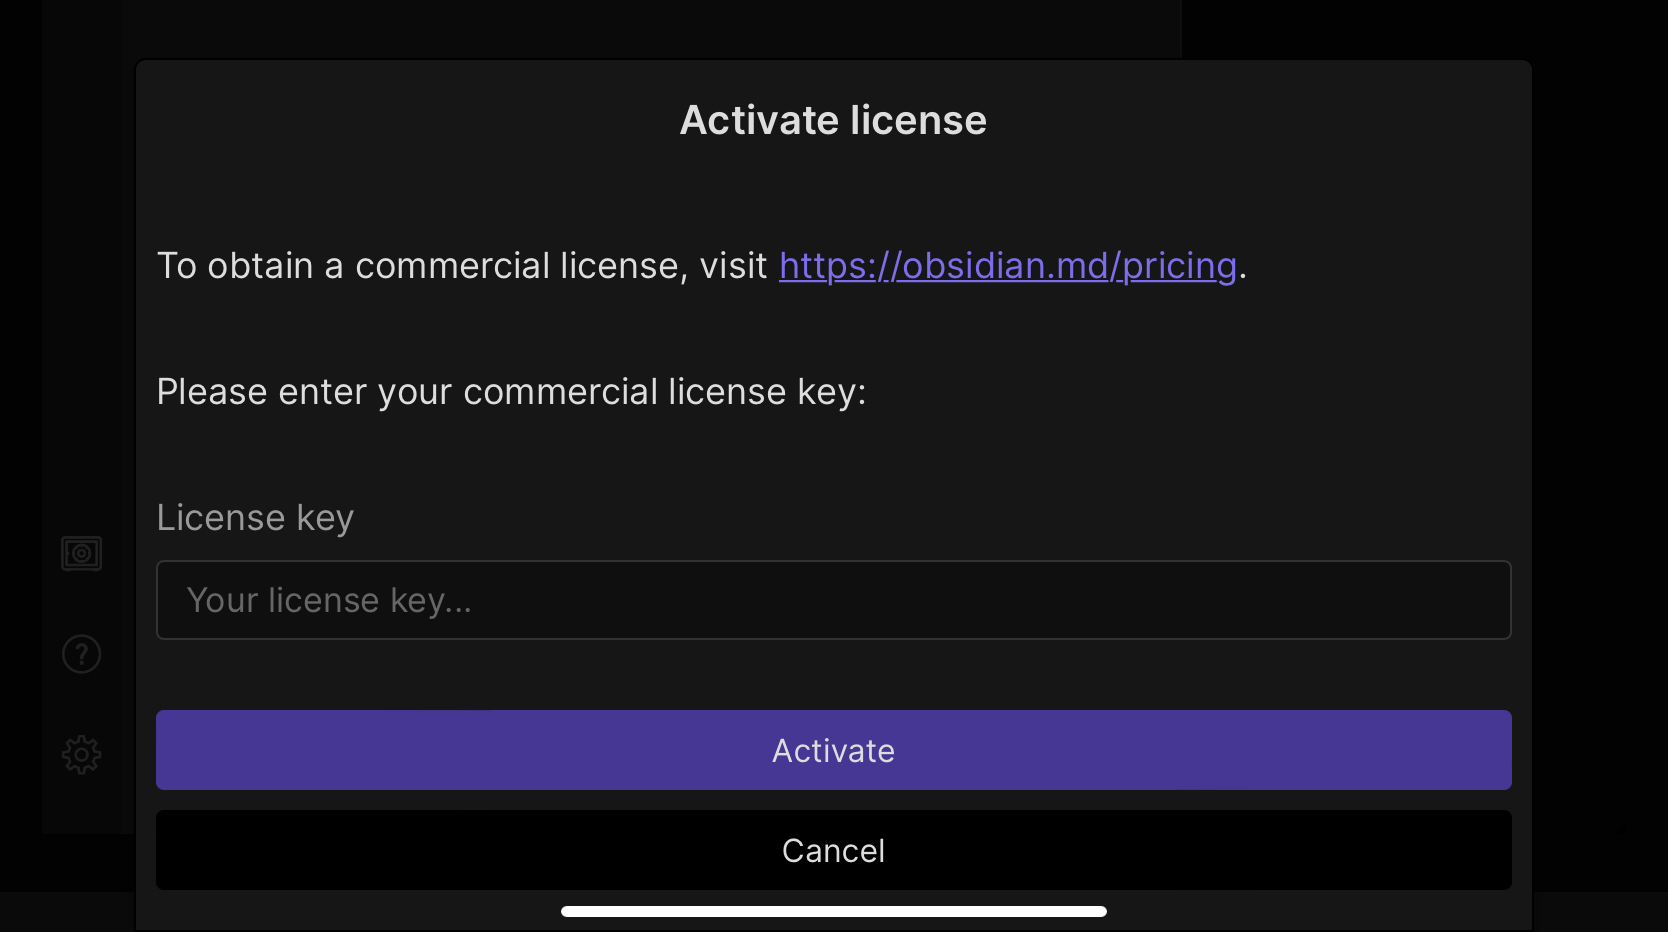 Activate license
To obtain a commercial license, visit https://obsidian.md/pricing.
Please enter your commercial license key:
License key
Your license key...
Activate
Cancel